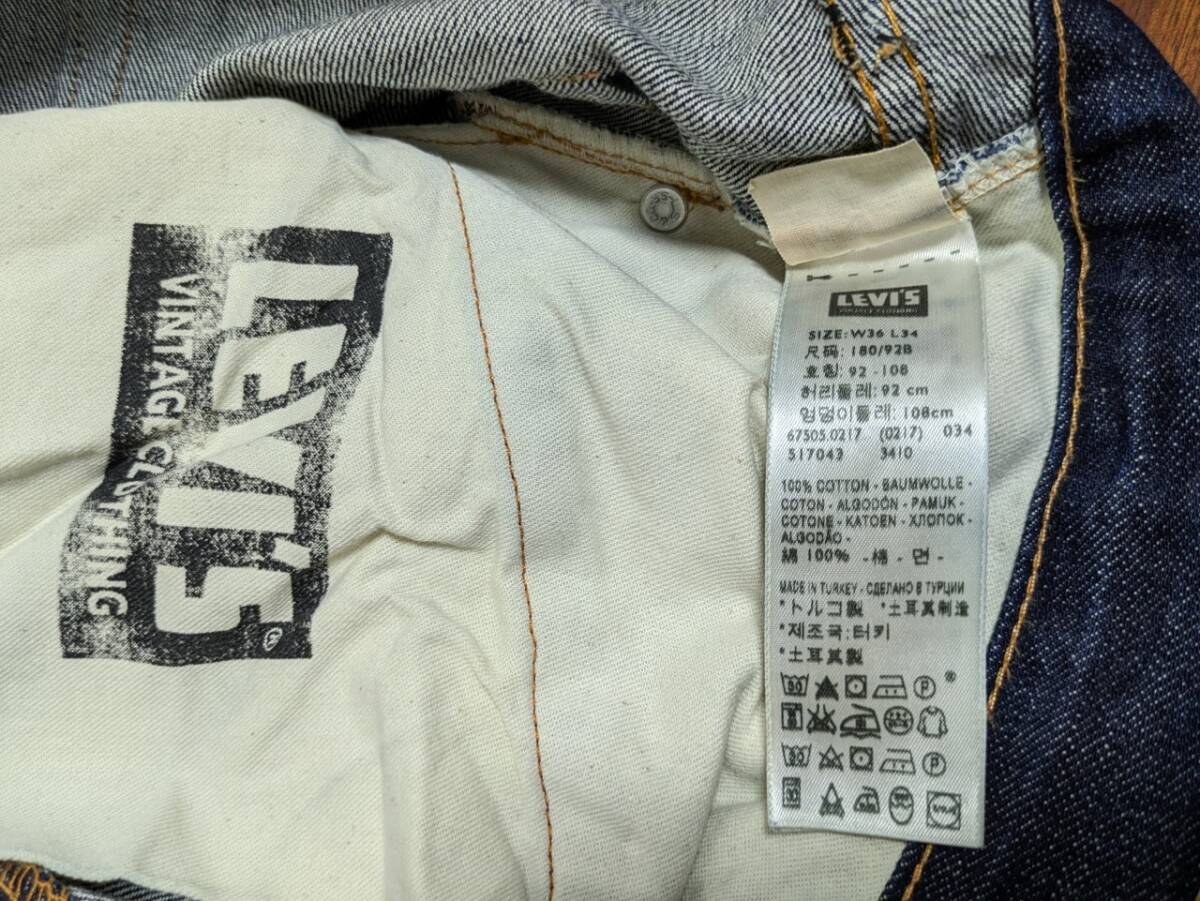 LEVI'S
VINTAGE CLOTHING
®
LEVI'S
VINTAGE CLOTHING
SIZE: W36 L34
尺码: 180/92B
호칭: 92 - 108
허리둘레: 92 cm
엉덩이둘레: 108cm
67505.0217 (0217) 034
517043 3410
100% COTTON - BAUMWOLLE -
COTON - ALGODÓN - PAMUK -
COTONE - KATOEN - ХЛОПОК -
ALGODÃO -
綿 100% - 棉 - 면 -
MADE IN TURKEY - СДЕЛАНО В ТУРЦИИ
*トルコ製 *土耳其制造
*제조국:터키
*土耳其製